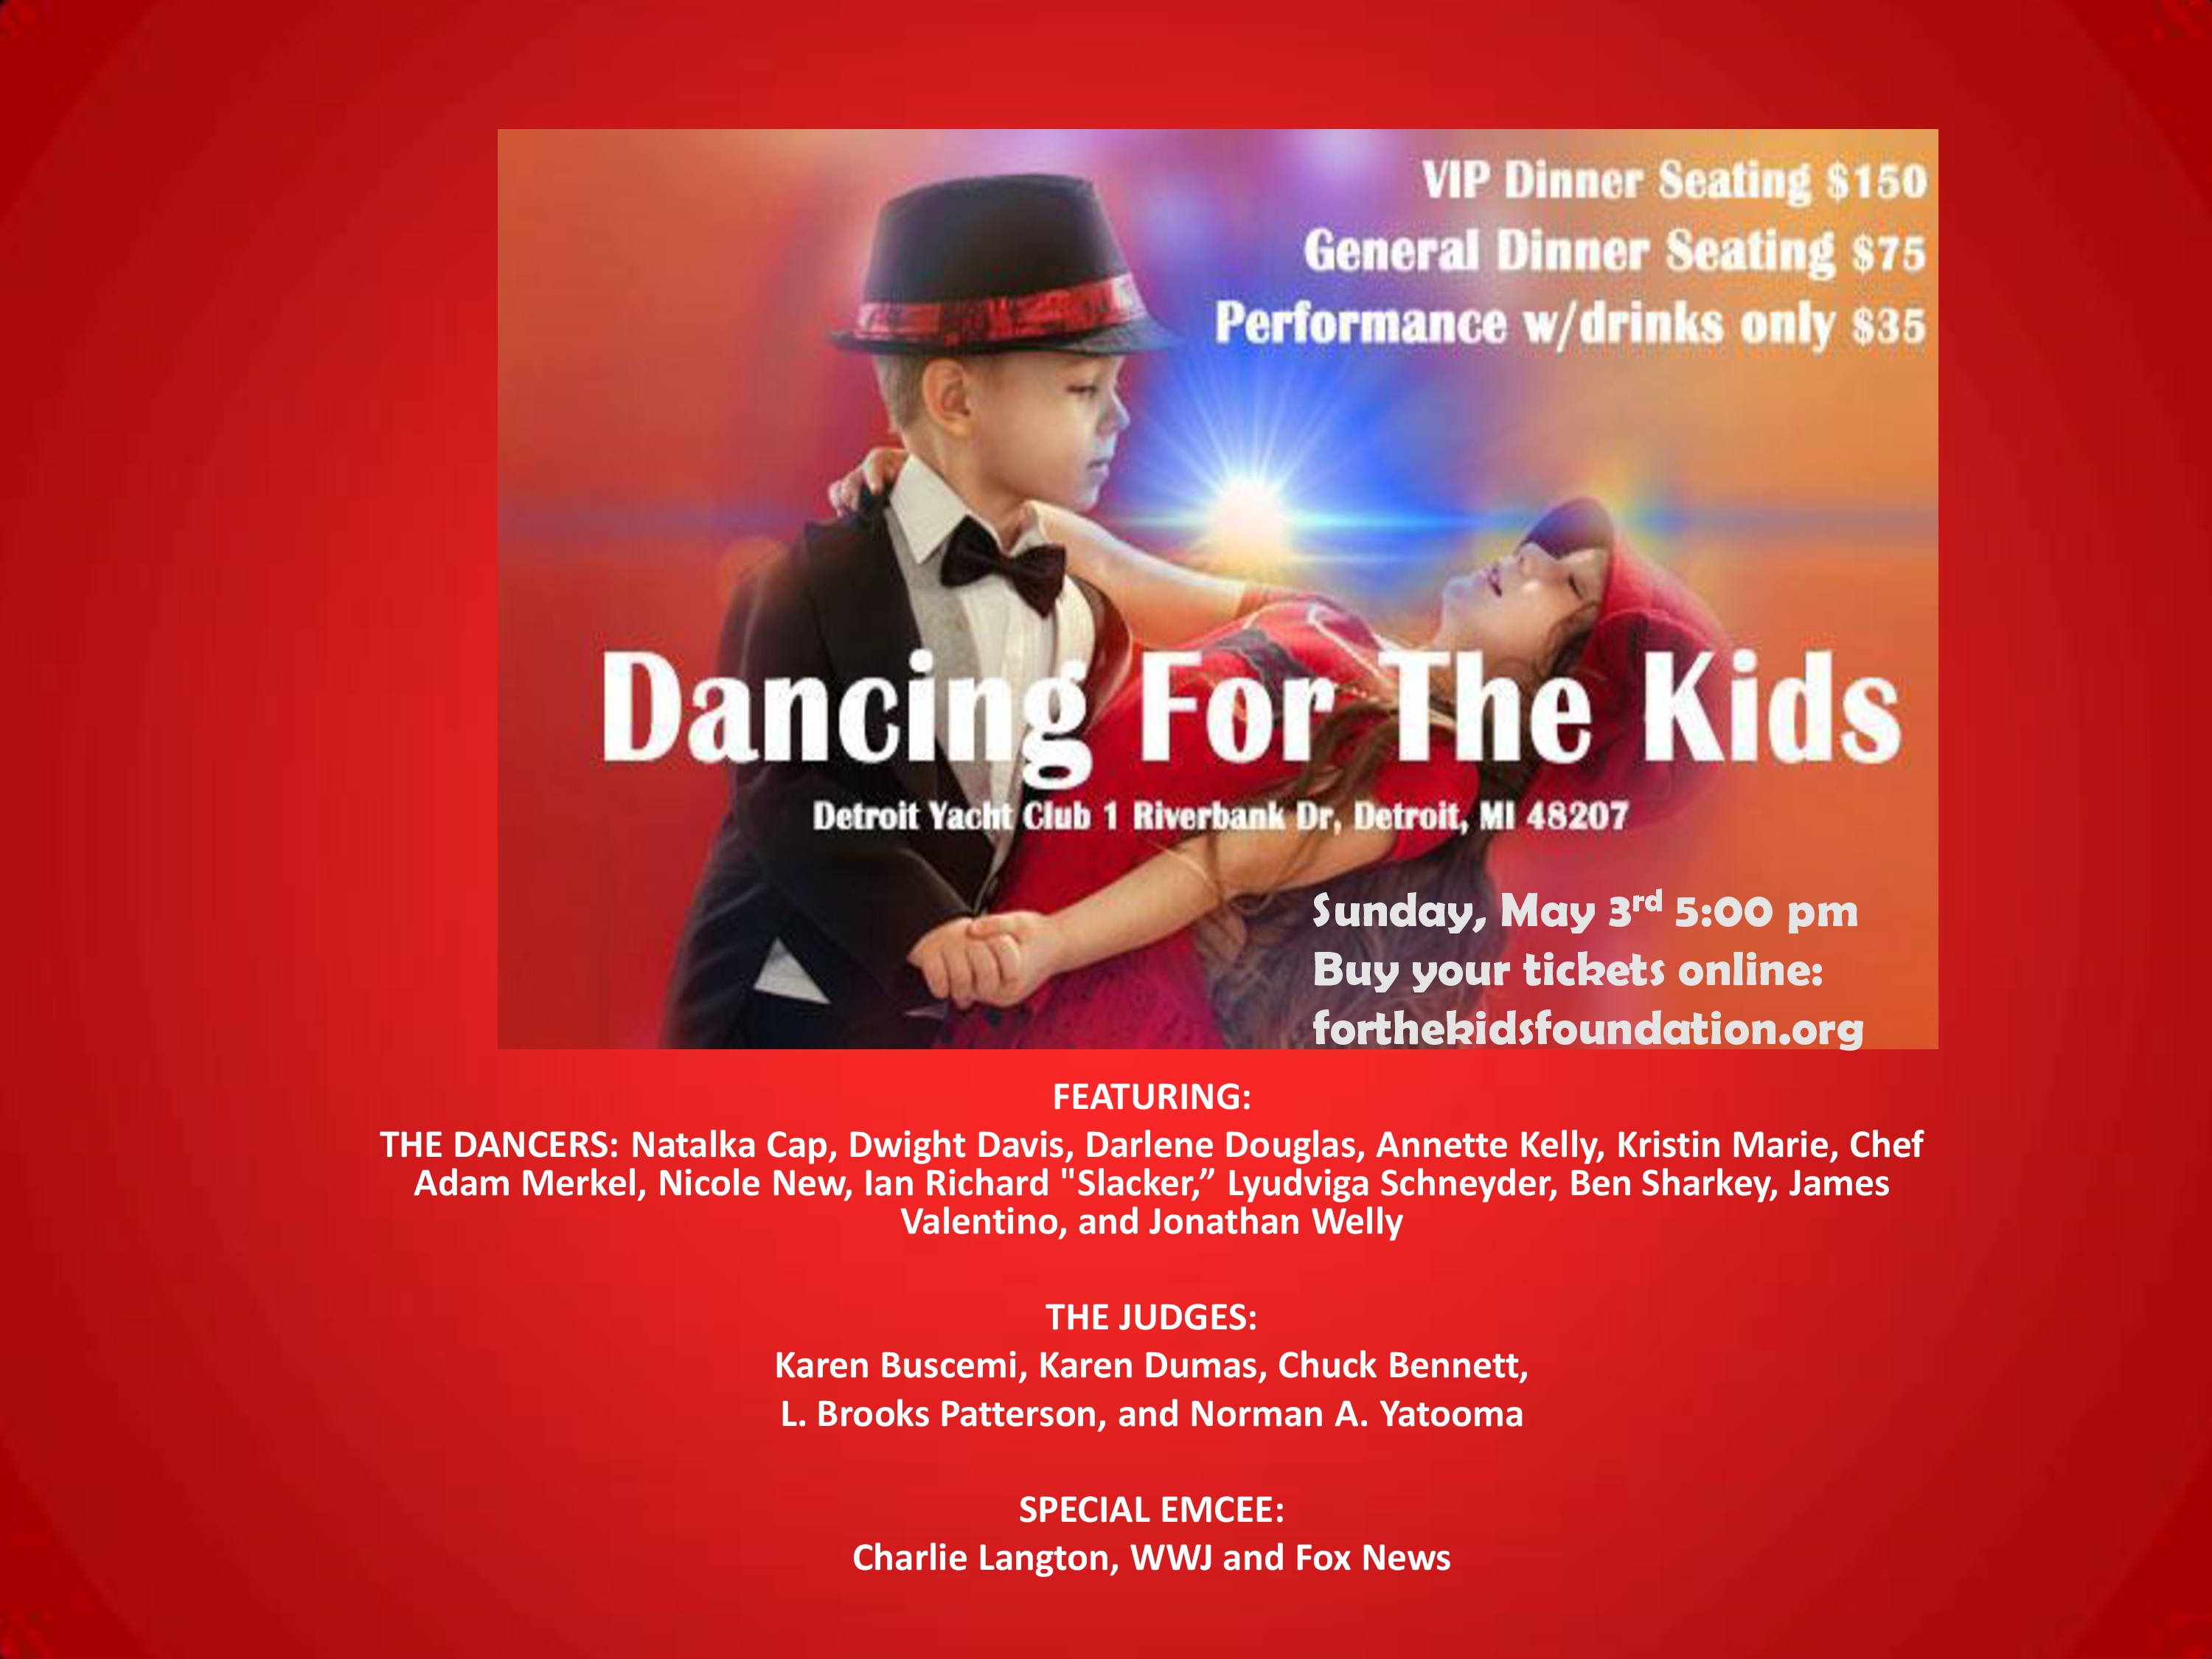 VIP Dinner Seating $150
General Dinner Seating $75
Performance w/drinks only $35
Dancing For The Kids
Detroit Yacht Club 1 Riverbank Dr, Detroit, MI 48207
Sunday, May 3rd 5:00 pm
Buy your tickets online:
forthekidsfoundation.org
FEATURING:
THE DANCERS: Natalka Cap, Dwight Davis, Darlene Douglas, Annette Kelly, Kristin Marie, Chef
Adam Merkel, Nicole New, Ian Richard "Slacker,” Lyudviga Schneyder, Ben Sharkey, James
Valentino, and Jonathan Welly
THE JUDGES:
Karen Buscemi, Karen Dumas, Chuck Bennett,
L. Brooks Patterson, and Norman A. Yatooma
SPECIAL EMCEE:
Charlie Langton, WWJ and Fox News